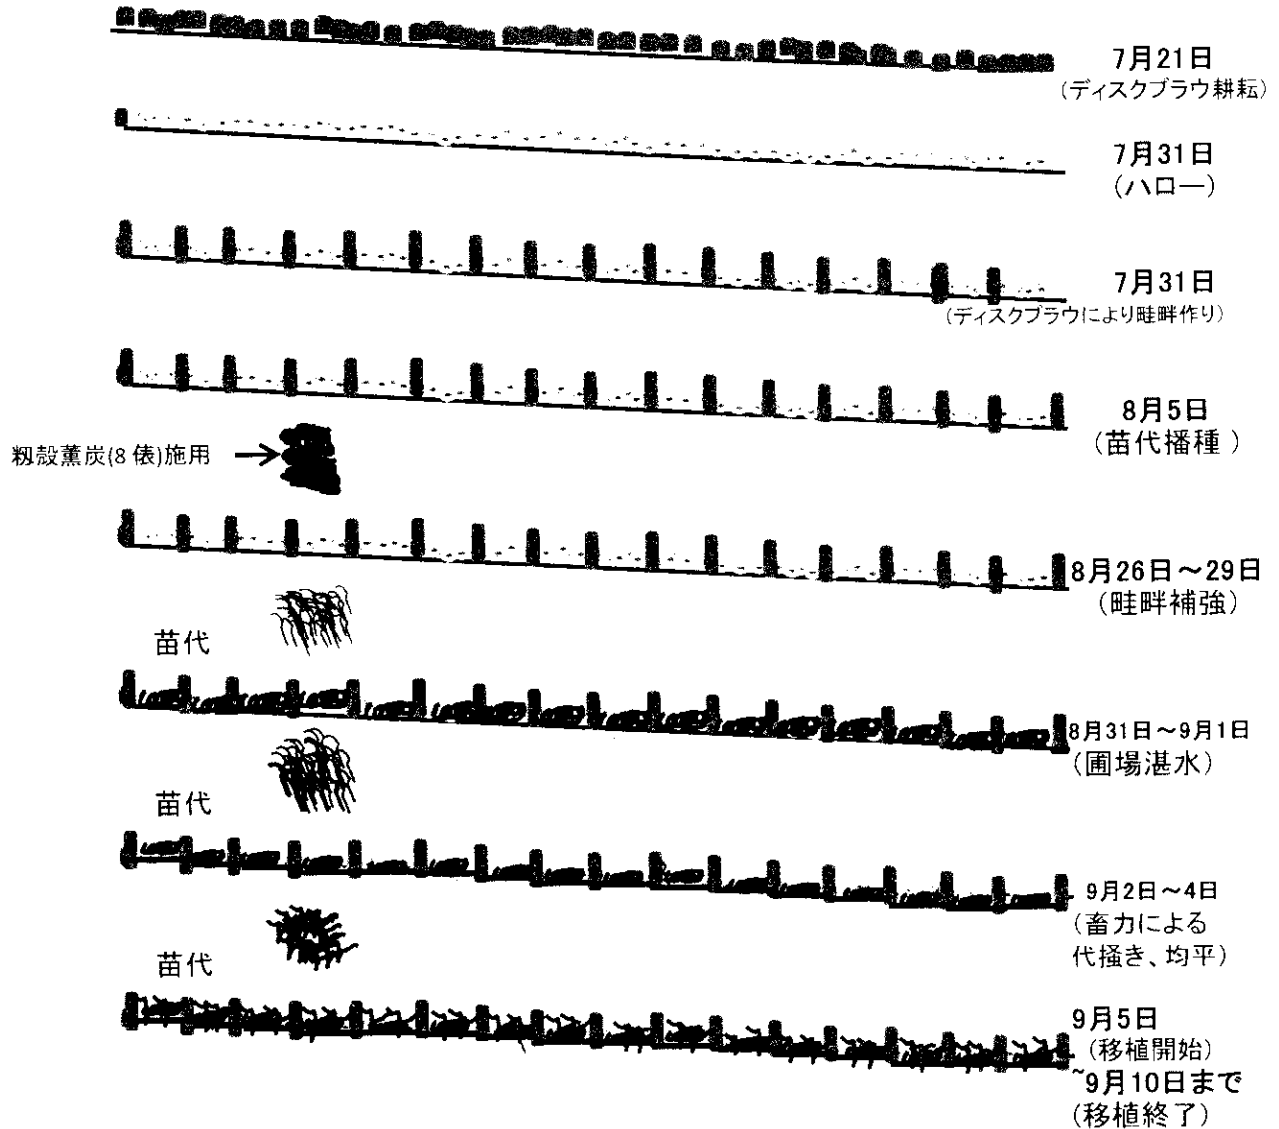 7月21日
(ディスクブラウ耕耘)
7月31日
(ハロー)
7月31日
(ディスクブラウにより畦畔作り)
8月5日
(苗代播種)
籾殻薫炭(8俵)施用
8月26日～29日
(畦畔補強)
苗代
8月31日～9月1日
(圃場湛水)
苗代
9月2日～4日
(畜力による
代掻き、均平)
苗代
9月5日
(移植開始)
~9月10日まで
(移植終了)